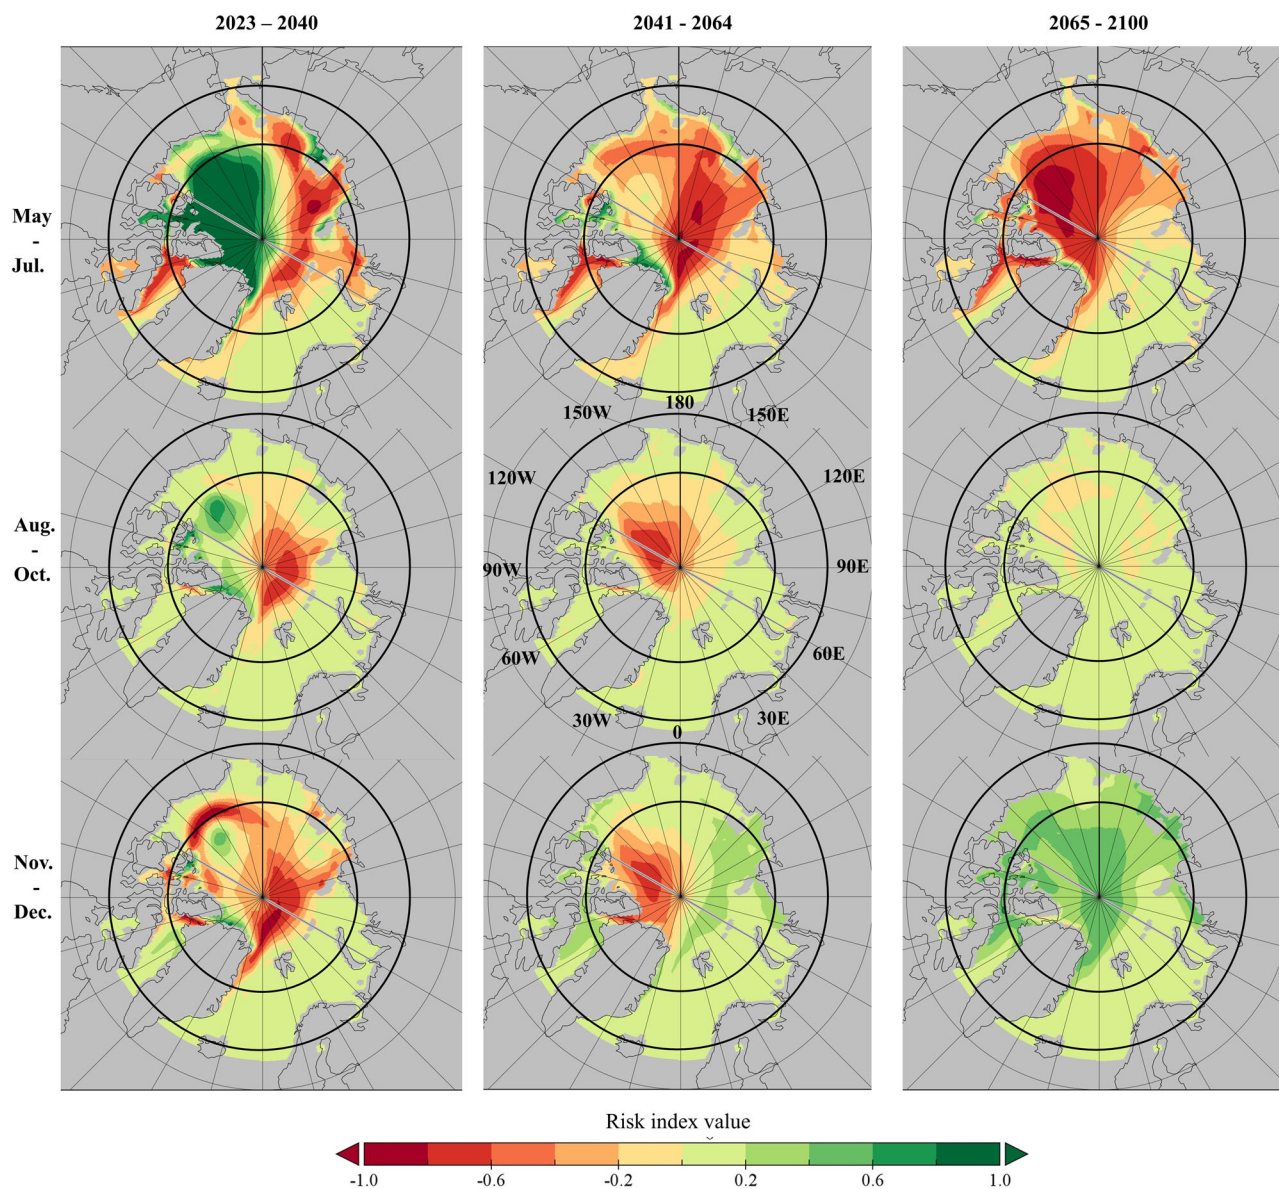 2023 – 2040 2041 - 2064 2065 - 2100
May
-
Jul.
180
150W 150E
120W 120E
Aug.
-
Oct.
90W 90E
60W 60E
30W 30E
0
Nov.
-
Dec.
Risk index value
-1.0 -0.6 -0.2 0.2 0.6 1.0